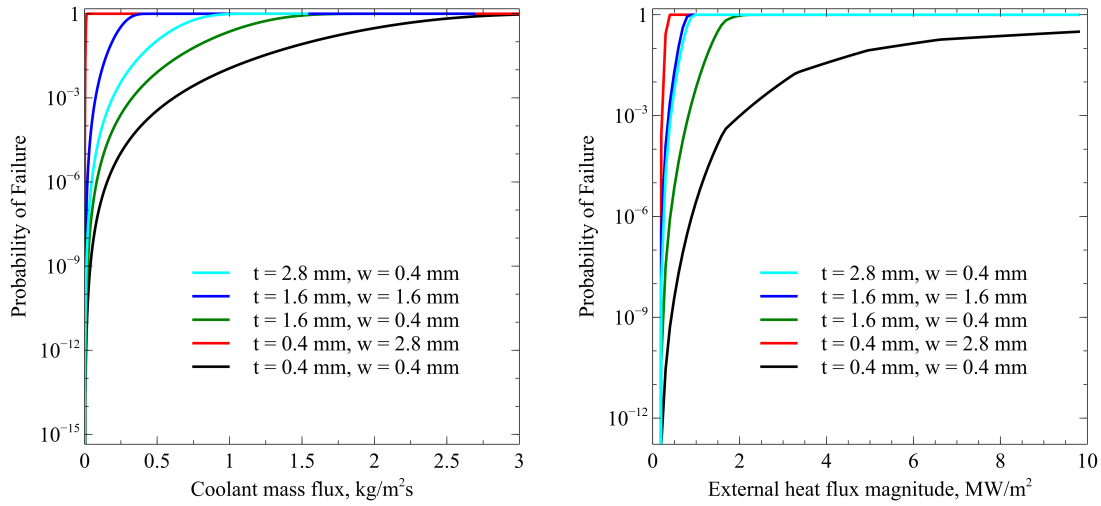 1
10⁻³
10⁻⁶
10⁻⁹
10⁻¹²
10⁻¹⁵
Probability of Failure
t = 2.8 mm, w = 0.4 mm
t = 1.6 mm, w = 1.6 mm
t = 1.6 mm, w = 0.4 mm
t = 0.4 mm, w = 2.8 mm
t = 0.4 mm, w = 0.4 mm
0 0.5 1 1.5 2 2.5 3
Coolant mass flux, kg/m²s
1
10⁻³
10⁻⁶
10⁻⁹
10⁻¹²
Probability of Failure
t = 2.8 mm, w = 0.4 mm
t = 1.6 mm, w = 1.6 mm
t = 1.6 mm, w = 0.4 mm
t = 0.4 mm, w = 2.8 mm
t = 0.4 mm, w = 0.4 mm
0 2 4 6 8 10
External heat flux magnitude, MW/m²